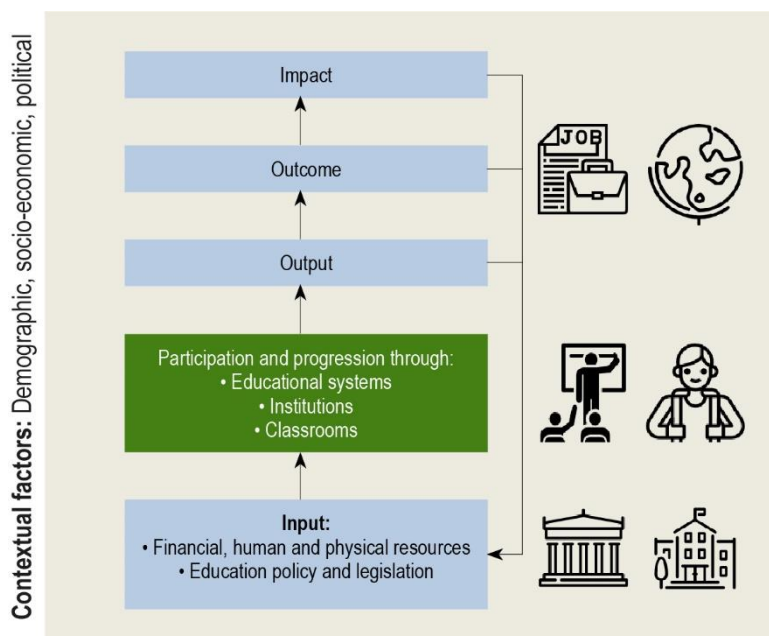 Contextual factors: Demographic, socio-economic, political
Impact
Outcome
Output
Participation and progression through:
• Educational systems
• Institutions
• Classrooms
Input:
• Financial, human and physical resources
• Education policy and legislation
JOB